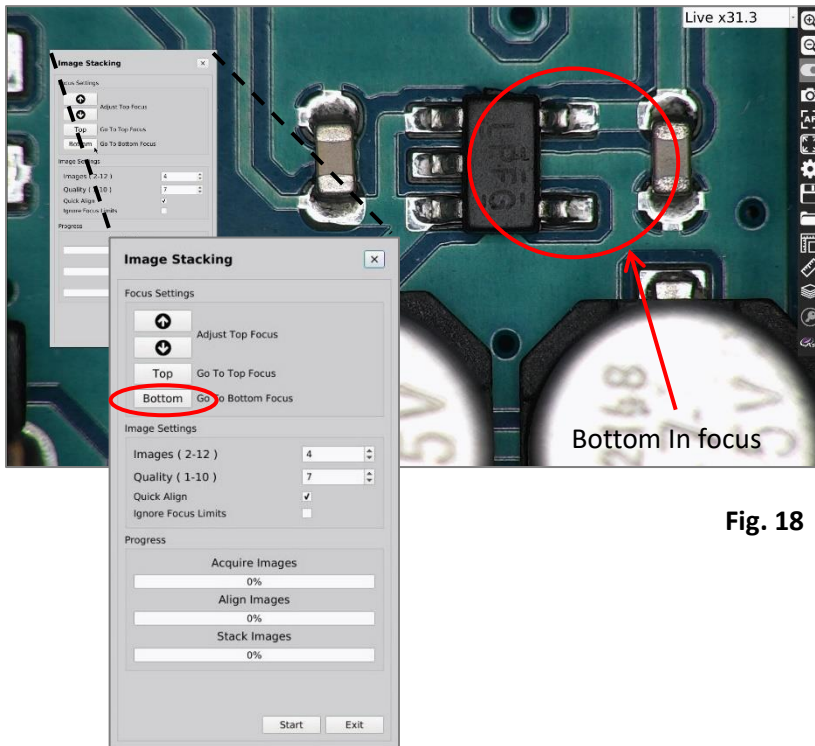 Live x31.3
Image Stacking
Focus Settings
Adjust Top Focus
Top Go To Top Focus
Bottom Go To Bottom Focus
Image Settings
Images ( 2-12 ) 4
Quality ( 1-10 ) 7
Quick Align
Ignore Focus Limits
Progress
AF
Image Stacking
Focus Settings
Adjust Top Focus
Top Go To Top Focus
Bottom Go To Bottom Focus
Image Settings
Images ( 2-12 ) 4
Quality ( 1-10 ) 7
Quick Align
Ignore Focus Limits
Progress
Acquire Images
0%
Align Images
0%
Stack Images
0%
Start Exit
5V
2148
5V
Bottom In focus
Fig. 18